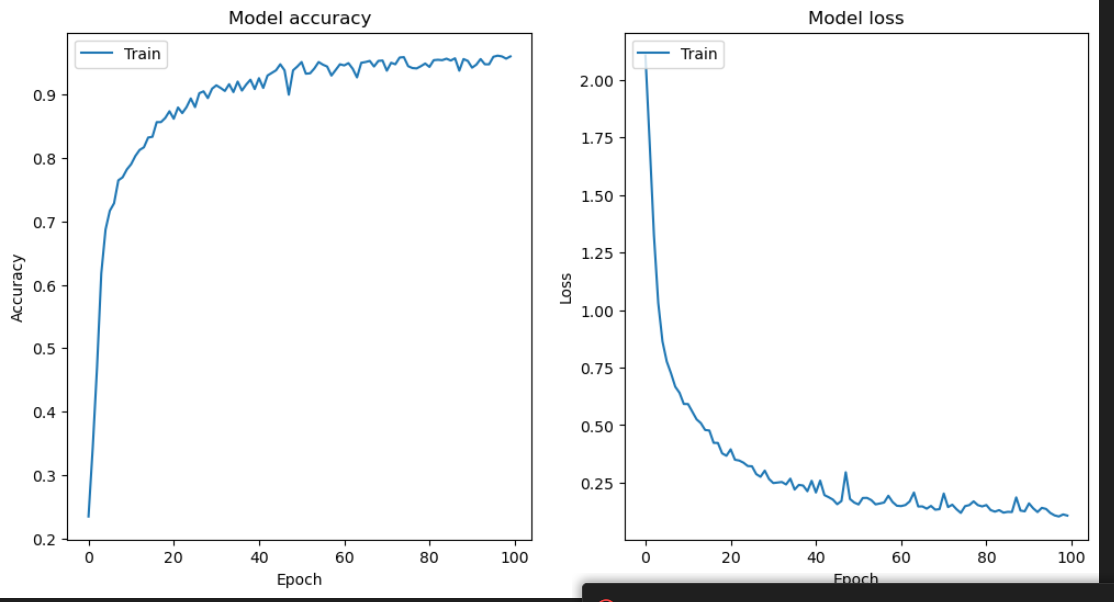 Model accuracy
Train
0.9
0.8
0.7
0.6
0.5
0.4
0.3
0.2
Accuracy
0 20 40 60 80 100
Epoch
Model loss
Train
2.00
1.75
1.50
1.25
1.00
0.75
0.50
0.25
Loss
0 20 40 60 80 100
Epoch